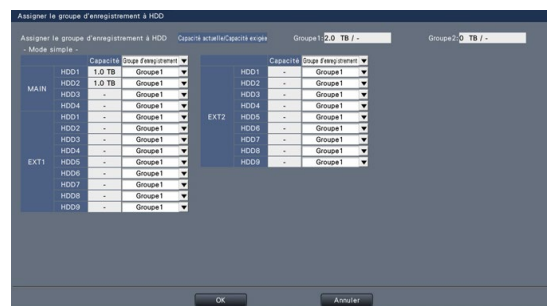 Assigner le groupe d'enregistrement à HDD
Assigner le groupe d'enregistrement à HDD Capacité actuelle/Capacité exigée Groupe1: 2.0 TB / - Groupe2: 0 TB / -
- Mode simple -
Capacité Groupe d'enregistrement ▼ Capacité Groupe d'enregistrement ▼
MAIN HDD1 1.0 TB Groupe1 ▼ EXT2 HDD1 - Groupe1 ▼
HDD2 1.0 TB Groupe1 ▼ HDD2 - Groupe1 ▼
HDD3 - Groupe1 ▼ HDD3 - Groupe1 ▼
HDD4 - Groupe1 ▼ HDD4 - Groupe1 ▼
EXT1 HDD1 - Groupe1 ▼ HDD5 - Groupe1 ▼
HDD2 - Groupe1 ▼ HDD6 - Groupe1 ▼
HDD3 - Groupe1 ▼ HDD7 - Groupe1 ▼
HDD4 - Groupe1 ▼ HDD8 - Groupe1 ▼
HDD5 - Groupe1 ▼ HDD9 - Groupe1 ▼
HDD6 - Groupe1 ▼
HDD7 - Groupe1 ▼
HDD8 - Groupe1 ▼
HDD9 - Groupe1 ▼
OK Annuler